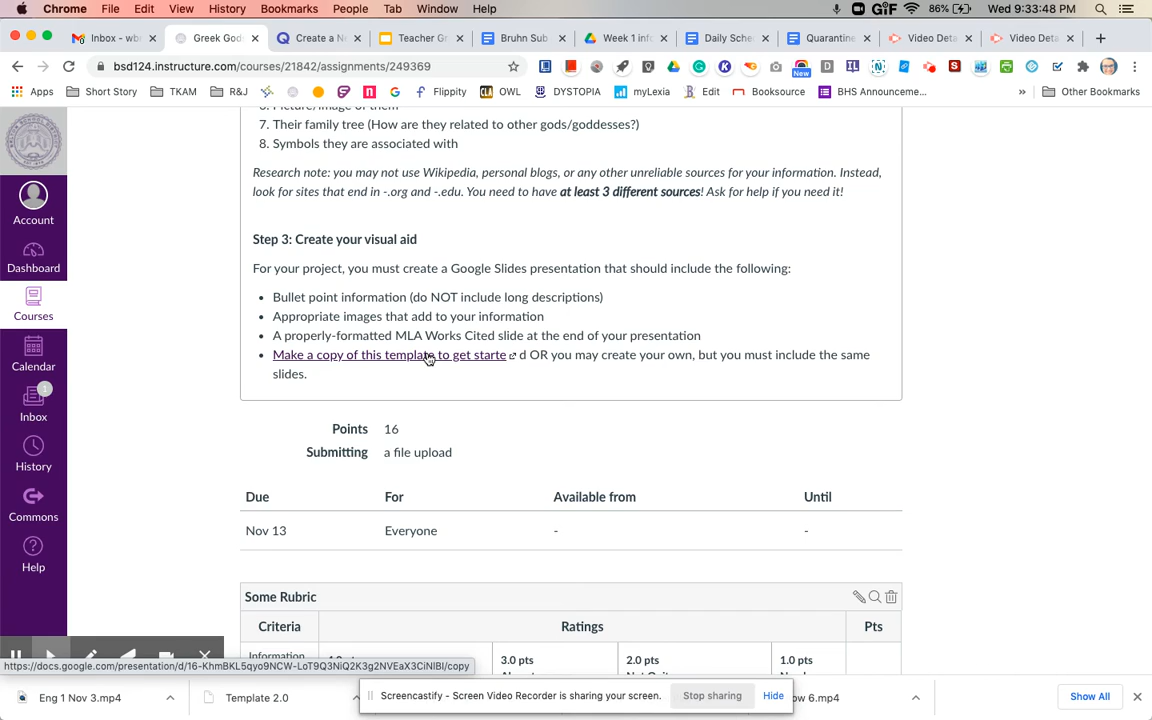 Chrome File Edit View History Bookmarks People Tab Window Help GiF 86% Wed 9:33:48 PM
Inbox - wb Greek God Create a N Teacher Gr Bruhn Sub Week 1 info Daily Sche Quarantine Video Deta Video Deta
bsd124.instructure.com/courses/21842/assignments/249369
New
Apps Short Story TKAM R&J Flippity OWL DYSTOPIA myLexia Edit Booksource BHS Announceme... » Other Bookmarks
7. Their family tree (How are they related to other gods/goddesses?)
8. Symbols they are associated with
Research note: you may not use Wikipedia, personal blogs, or any other unreliable sources for your information. Instead,
look for sites that end in -.org and -.edu. You need to have at least 3 different sources! Ask for help if you need it!
Account
Step 3: Create your visual aid
Dashboard
For your project, you must create a Google Slides presentation that should include the following:
• Bullet point information (do NOT include long descriptions)
Courses
• Appropriate images that add to your information
• A properly-formatted MLA Works Cited slide at the end of your presentation
• Make a copy of this template to get starte d OR you may create your own, but you must include the same
slides.
Calendar
1
Inbox
Points 16
Submitting a file upload
History
Due For Available from Until
Commons
Nov 13 Everyone - -
Help
Some Rubric
Criteria Ratings Pts
3.0 pts 2.0 pts 1.0 pts
https://docs.google.com/presentation/d/16-KhmBKL5qyo9NCW-LoT9Q3NiQ2K3g2NVEaX3CiNlBI/copy
Eng 1 Nov 3.mp4 Template 2.0 Screencastify - Screen Video Recorder is sharing your screen. Stop sharing Hide ow 6.mp4 Show All